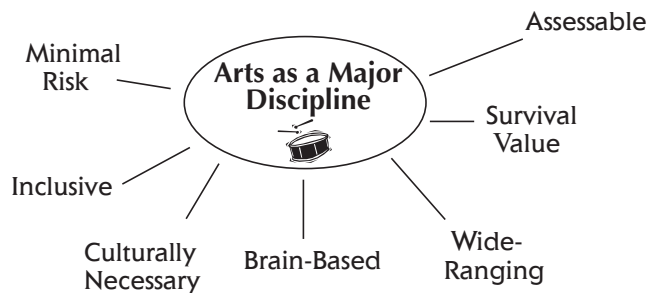 Arts as a Major
Discipline
Assessable
Survival
Value
Wide-
Ranging
Brain-Based
Culturally
Necessary
Inclusive
Minimal
Risk